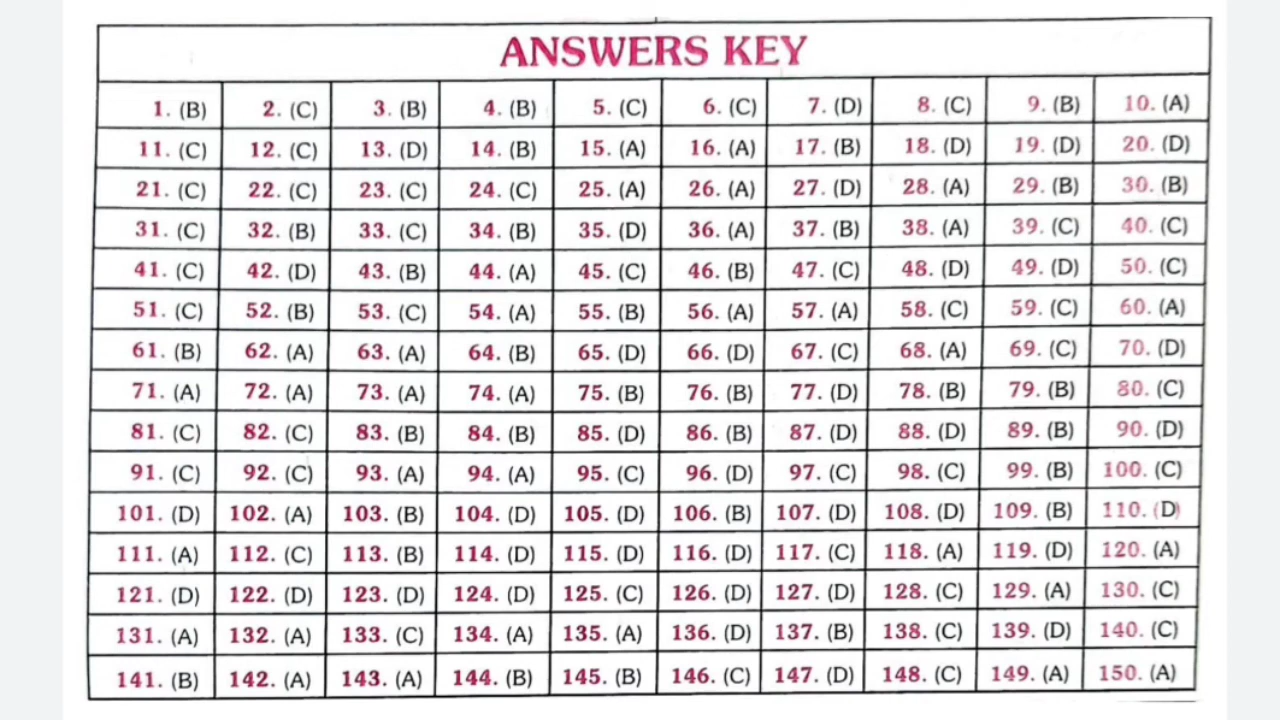 ANSWERS KEY
1. (B) 2. (C) 3. (B) 4. (B) 5. (C) 6. (C) 7. (D) 8. (C) 9. (B) 10. (A)
11. (C) 12. (C) 13. (D) 14. (B) 15. (A) 16. (A) 17. (B) 18. (D) 19. (D) 20. (D)
21. (C) 22. (C) 23. (C) 24. (C) 25. (A) 26. (A) 27. (D) 28. (A) 29. (B) 30. (B)
31. (C) 32. (B) 33. (C) 34. (B) 35. (D) 36. (A) 37. (B) 38. (A) 39. (C) 40. (C)
41. (C) 42. (D) 43. (B) 44. (A) 45. (C) 46. (B) 47. (C) 48. (D) 49. (D) 50. (C)
51. (C) 52. (B) 53. (C) 54. (A) 55. (B) 56. (A) 57. (A) 58. (C) 59. (C) 60. (A)
61. (B) 62. (A) 63. (A) 64. (B) 65. (D) 66. (D) 67. (C) 68. (A) 69. (C) 70. (D)
71. (A) 72. (A) 73. (A) 74. (A) 75. (B) 76. (B) 77. (D) 78. (B) 79. (B) 80. (C)
81. (C) 82. (C) 83. (B) 84. (B) 85. (D) 86. (B) 87. (D) 88. (D) 89. (B) 90. (D)
91. (C) 92. (C) 93. (A) 94. (A) 95. (C) 96. (D) 97. (C) 98. (C) 99. (B) 100. (C)
101. (D) 102. (A) 103. (B) 104. (D) 105. (D) 106. (B) 107. (D) 108. (D) 109. (B) 110. (D)
111. (A) 112. (C) 113. (B) 114. (D) 115. (D) 116. (D) 117. (C) 118. (A) 119. (D) 120. (A)
121. (D) 122. (D) 123. (D) 124. (D) 125. (C) 126. (D) 127. (D) 128. (C) 129. (A) 130. (C)
131. (A) 132. (A) 133. (C) 134. (A) 135. (A) 136. (D) 137. (B) 138. (C) 139. (D) 140. (C)
141. (B) 142. (A) 143. (A) 144. (B) 145. (B) 146. (C) 147. (D) 148. (C) 149. (A) 150. (A)